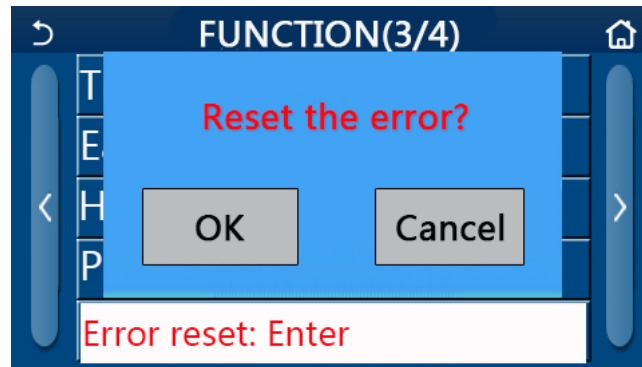 FUNCTION(3/4)
T
Reset the error?
E
H
OK
Cancel
P
Error reset: Enter